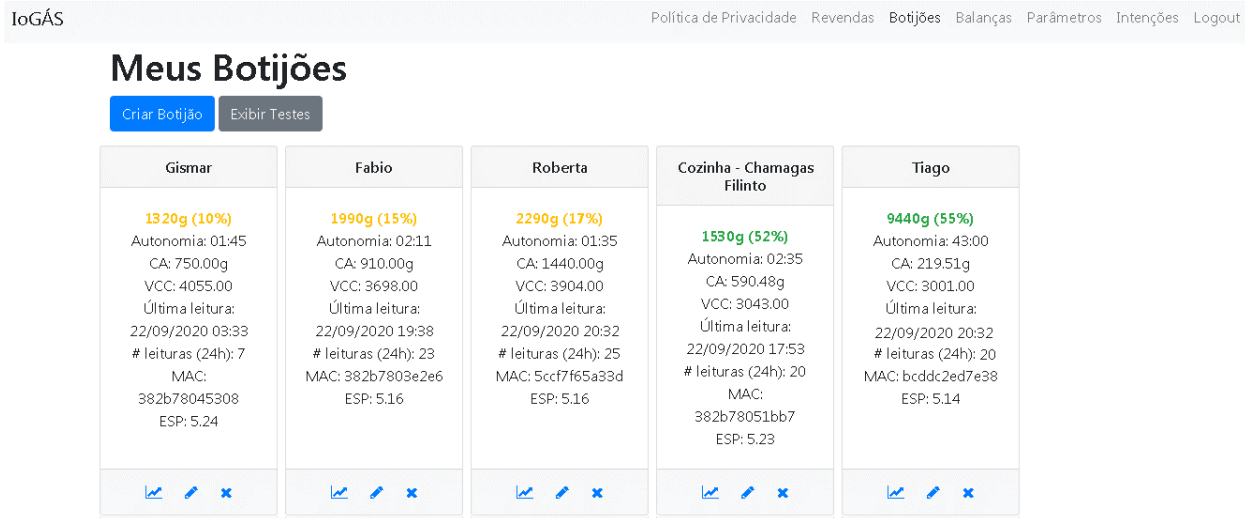 IoGÁS
Política de Privacidade Revendas Botijões Balanças Parâmetros Intenções Logout
Meus Botijões
Criar Botijão Exibir Testes
Gismar
1320g (10%)
Autonomia: 01:45
CA: 750.00g
VCC: 4055.00
Última leitura:
22/09/2020 03:33
# leituras (24h): 7
MAC:
382b78045308
ESP: 5.24
Fabio
1990g (15%)
Autonomia: 02:11
CA: 910.00g
VCC: 3698.00
Última leitura:
22/09/2020 19:38
# leituras (24h): 23
MAC: 382b7803e2e6
ESP: 5.16
Roberta
2290g (17%)
Autonomia: 01:35
CA: 1440.00g
VCC: 3904.00
Última leitura:
22/09/2020 20:32
# leituras (24h): 25
MAC: 5ccf7f65a33d
ESP: 5.16
Cozinha - Chamagas
Filinto
1530g (52%)
Autonomia: 02:35
CA: 590.48g
VCC: 3043.00
Última leitura:
22/09/2020 17:53
# leituras (24h): 20
MAC:
382b78051bb7
ESP: 5.23
Tiago
9440g (55%)
Autonomia: 43:00
CA: 219.51g
VCC: 3001.00
Última leitura:
22/09/2020 20:32
# leituras (24h): 20
MAC: bcddc2ed7e38
ESP: 5.14